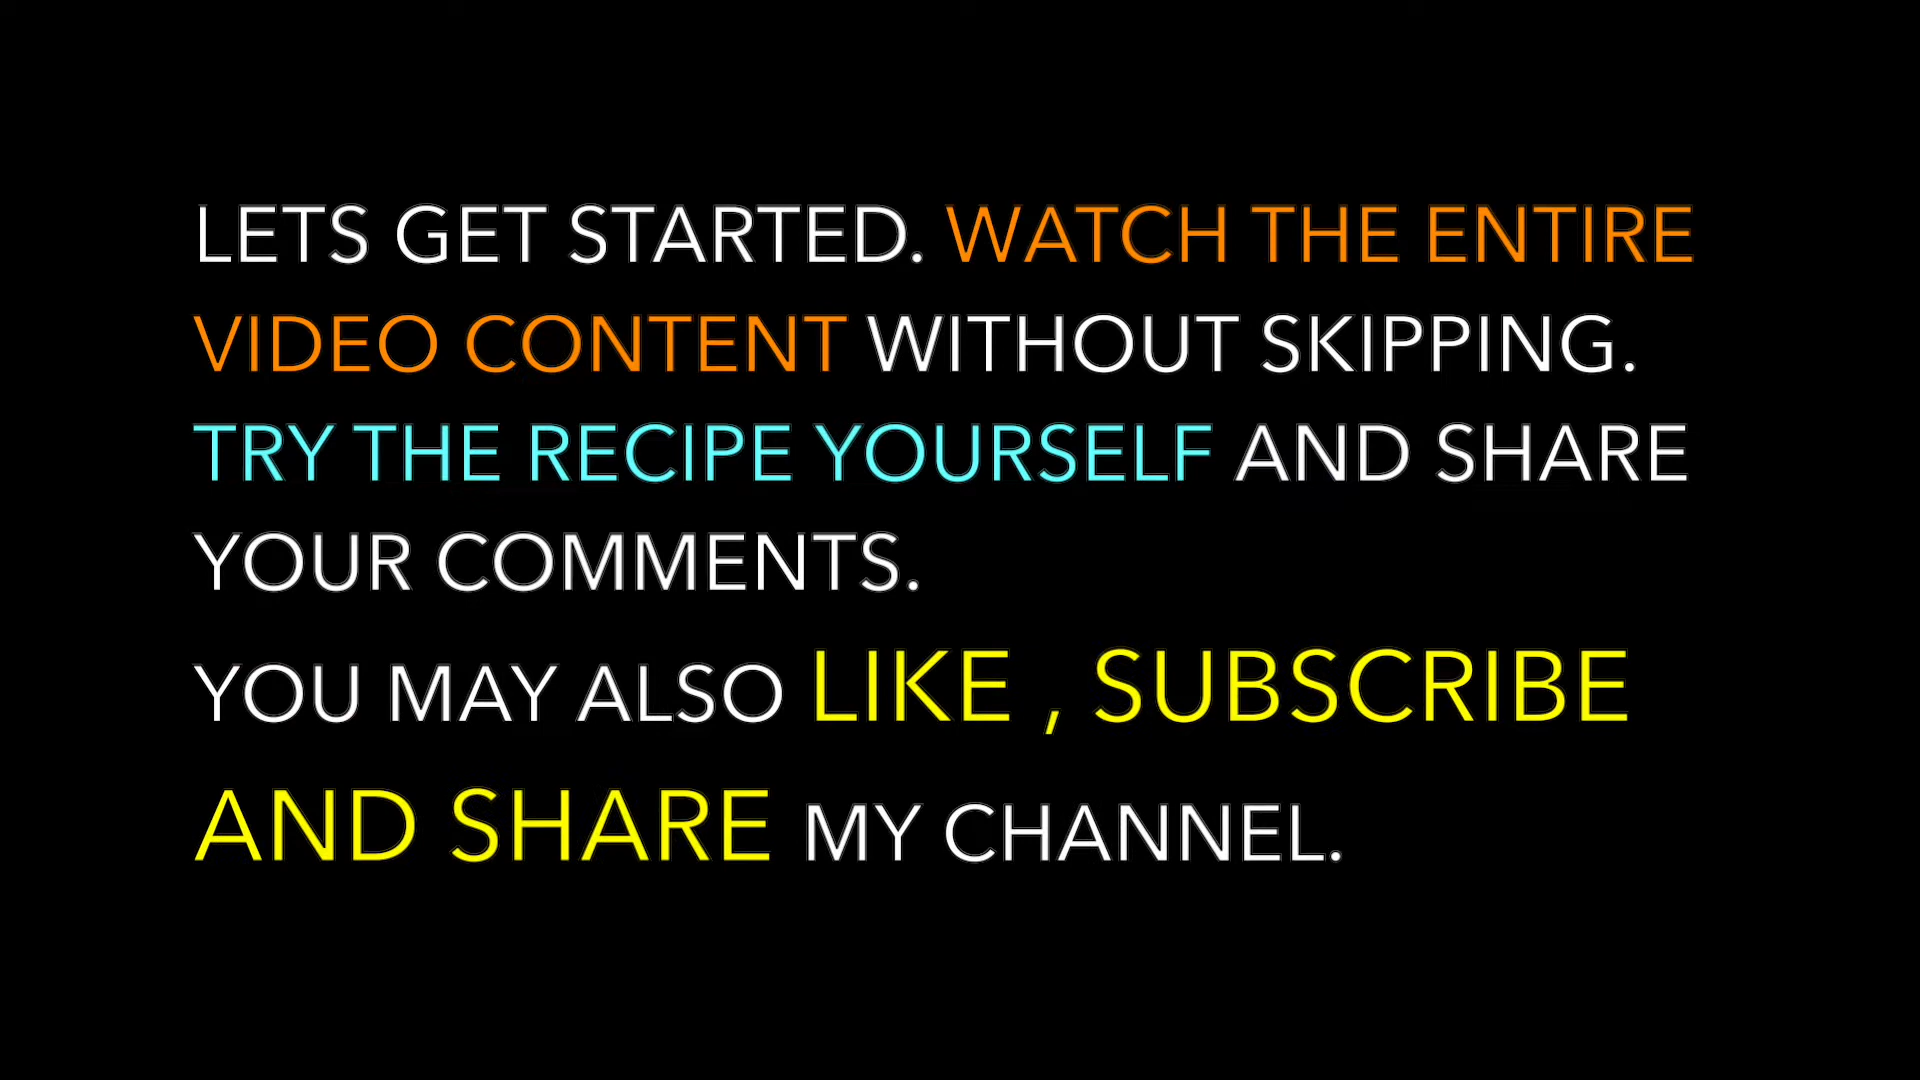 LETS GET STARTED. WATCH THE ENTIRE
VIDEO CONTENT WITHOUT SKIPPING.
TRY THE RECIPE YOURSELF AND SHARE
YOUR COMMENTS.
YOU MAY ALSO LIKE , SUBSCRIBE
AND SHARE MY CHANNEL.